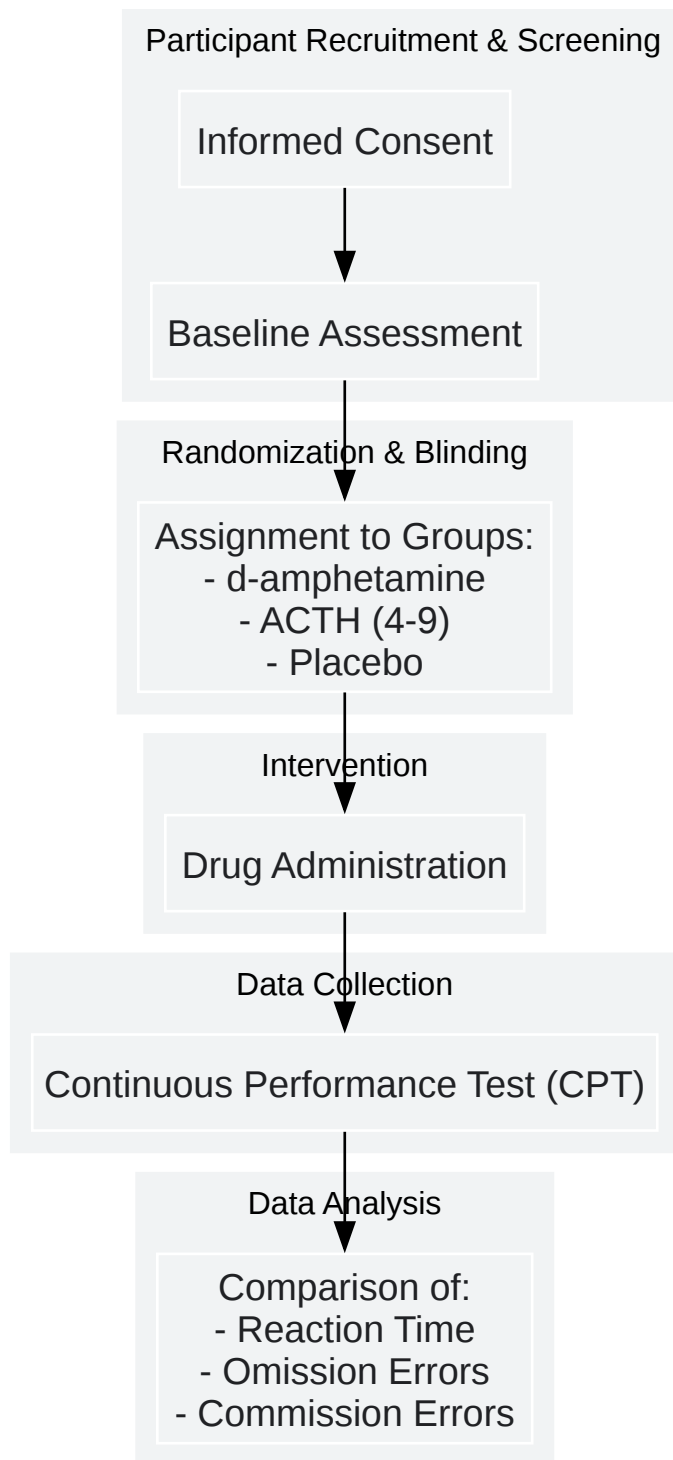 Participant Recruitment & Screening
Informed Consent
Baseline Assessment
Randomization & Blinding
Assignment to Groups:
- d-amphetamine
- ACTH (4-9)
- Placebo
Intervention
Drug Administration
Data Collection
Continuous Performance Test (CPT)
Data Analysis
Comparison of:
- Reaction Time
- Omission Errors
- Commission Errors